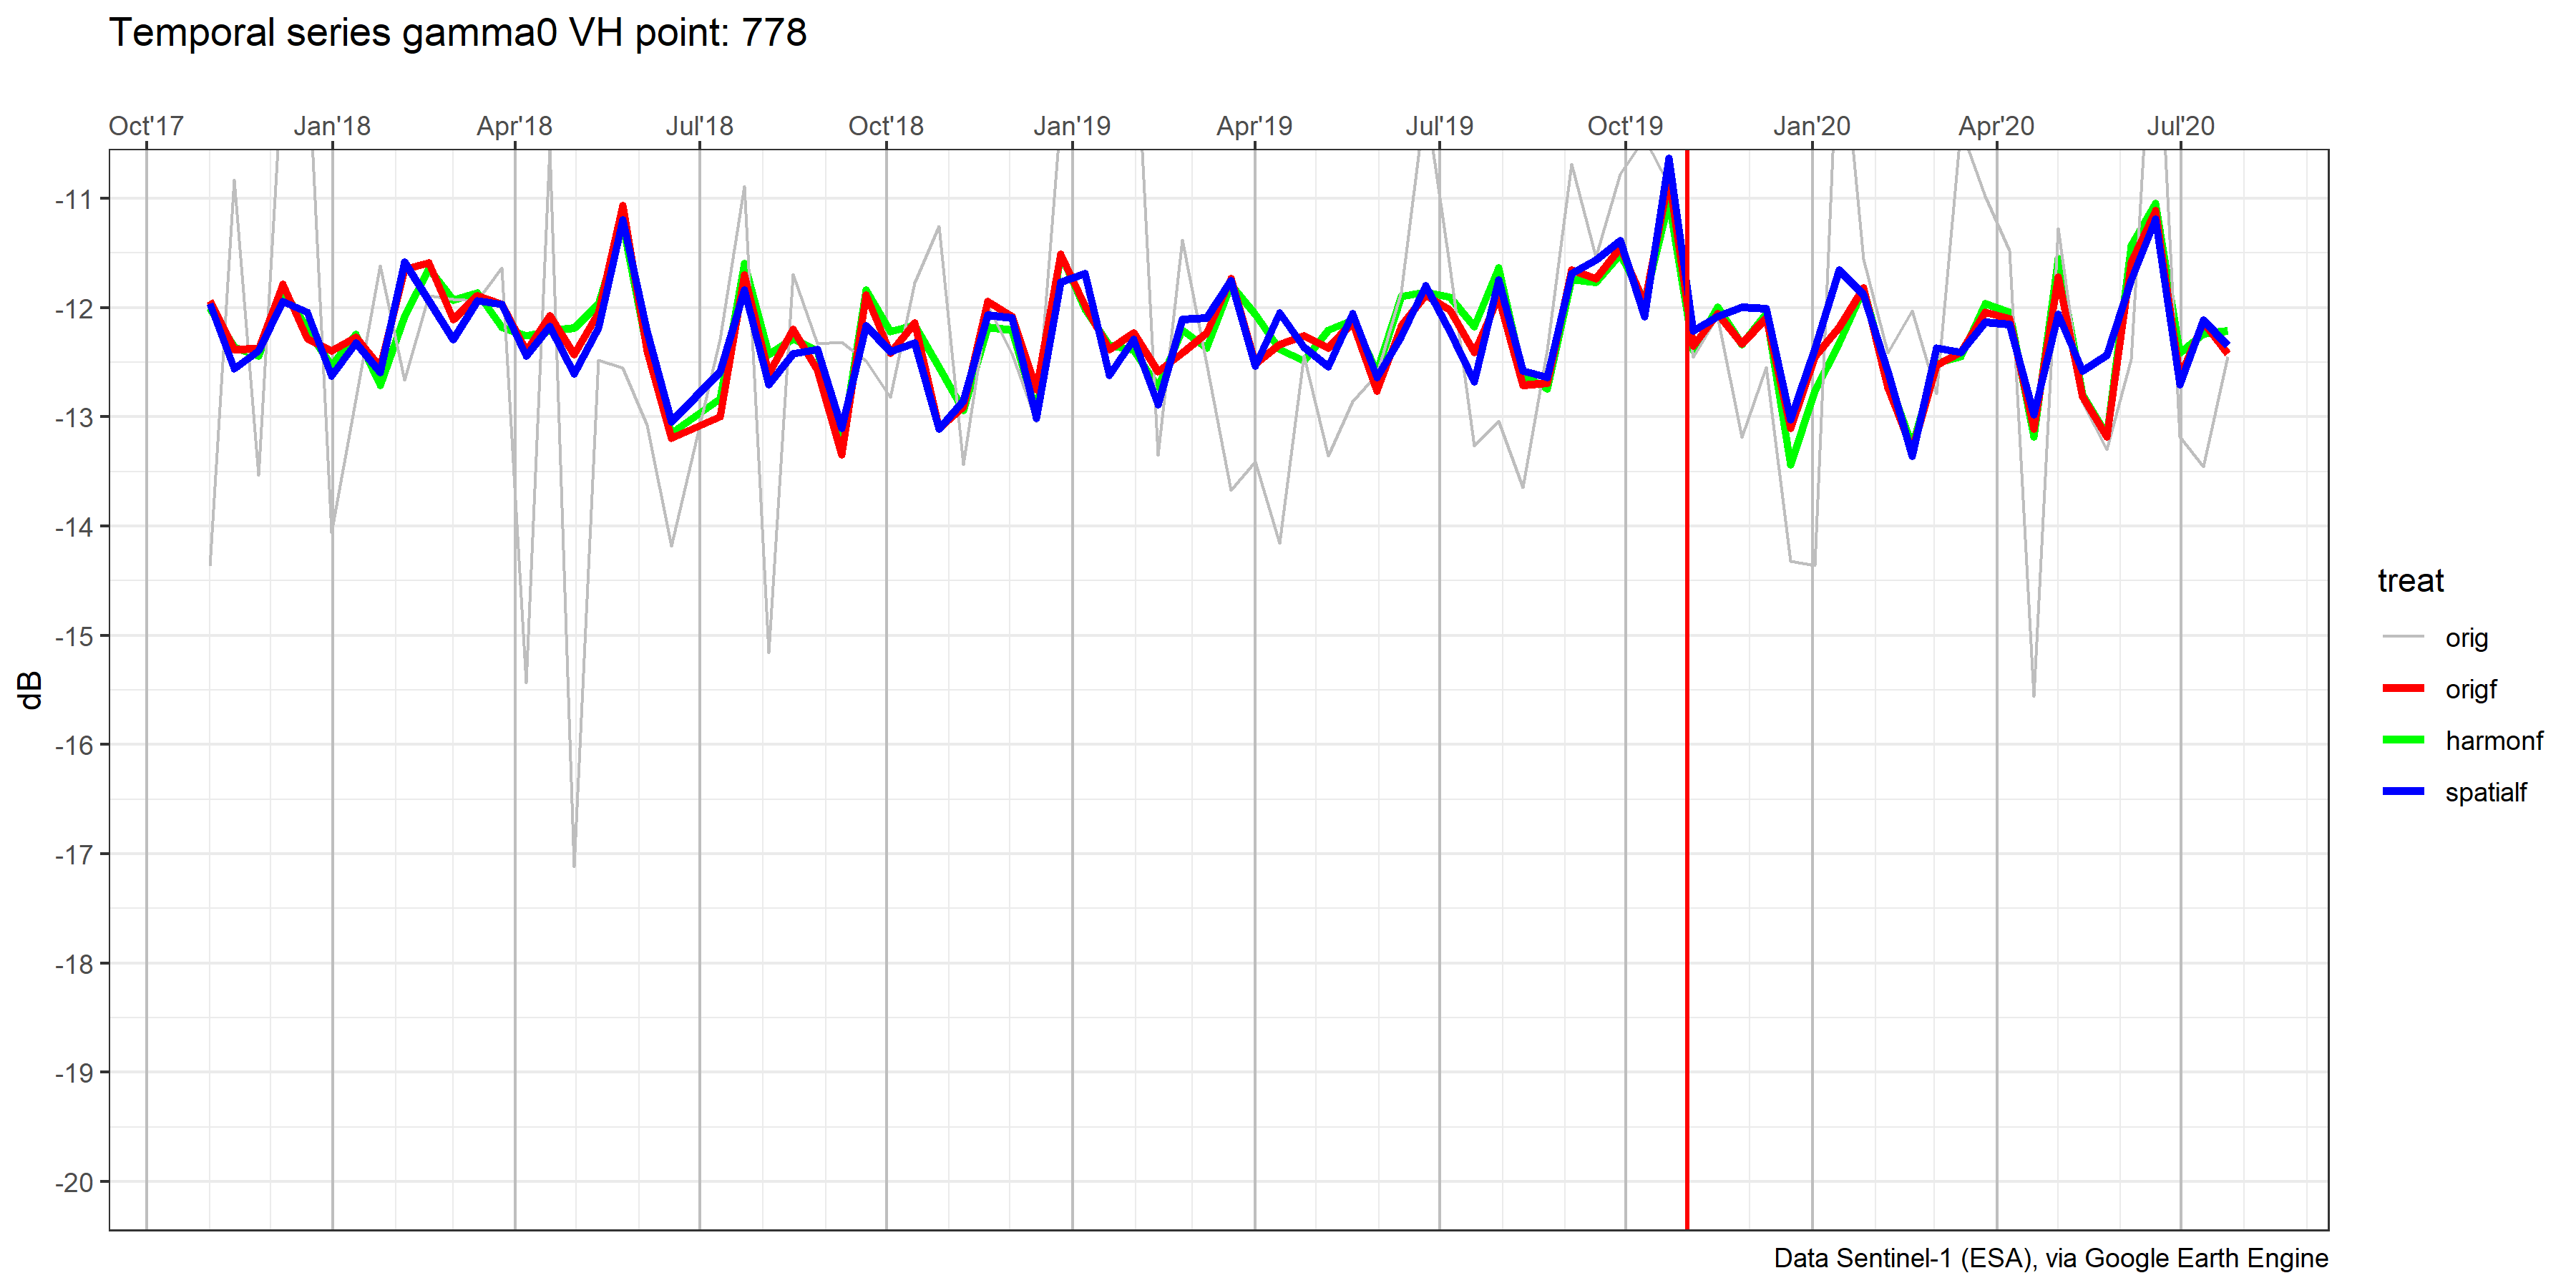 Temporal series gamma0 VH point: 778
Oct'17 Jan'18 Apr'18 Jul'18 Oct'18 Jan'19 Apr'19 Jul'19 Oct'19 Jan'20 Apr'20 Jul'20
-11
-12
-13
-14
-15
-16
-17
-18
-19
-20
dB
treat
orig
origf
harmonf
spatialf
Data Sentinel-1 (ESA), via Google Earth Engine